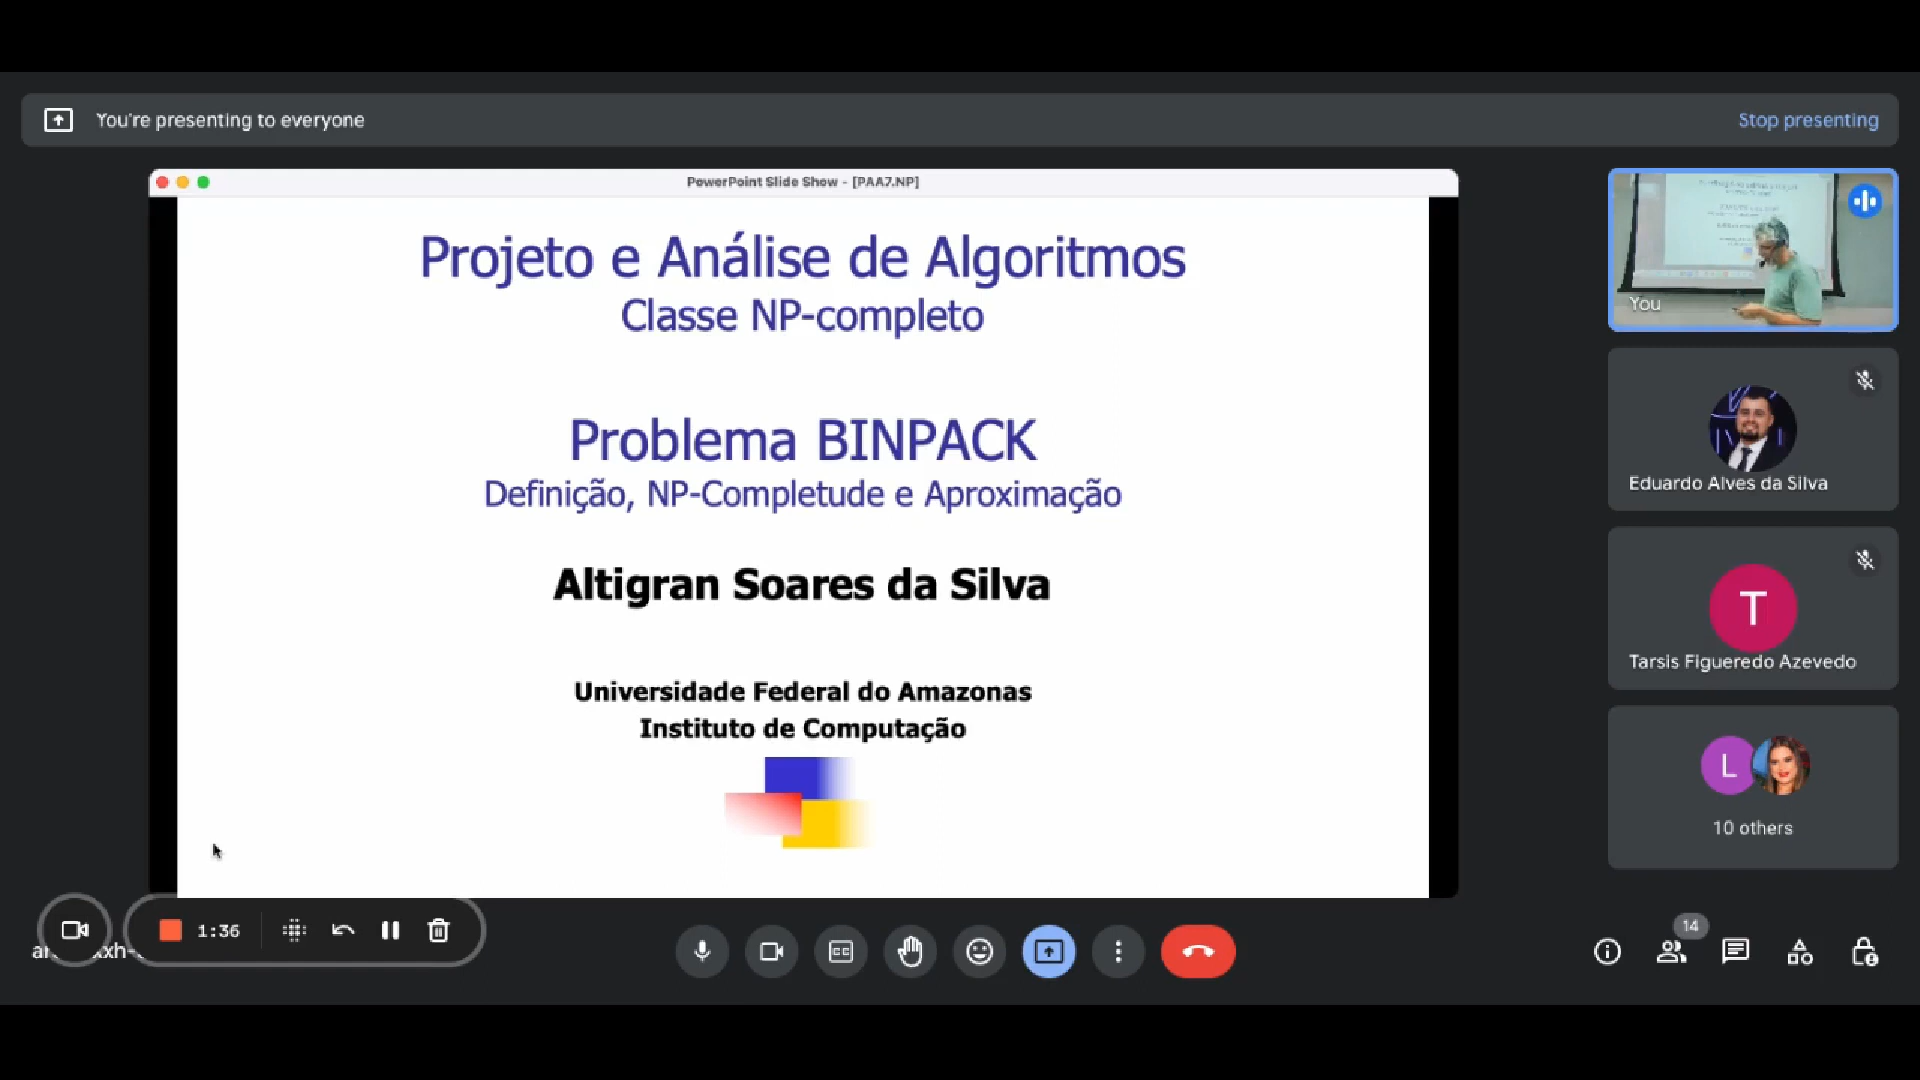 You're presenting to everyone
Stop presenting
PowerPoint Slide Show - [PAA7.NP]
Projeto e Análise de Algoritmos
Classe NP-completo
Problema BINPACK
Definição, NP-Completude e Aproximação
Altigran Soares da Silva
Universidade Federal do Amazonas
Instituto de Computação
You
Eduardo Alves da Silva
T
Tarsis Figueredo Azevedo
L
10 others
1:36
CC
14